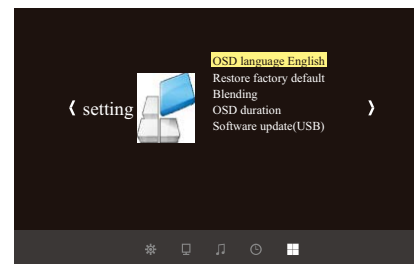 OSD language English
Restore factory default
Blending
setting
OSD duration
Software update(USB)